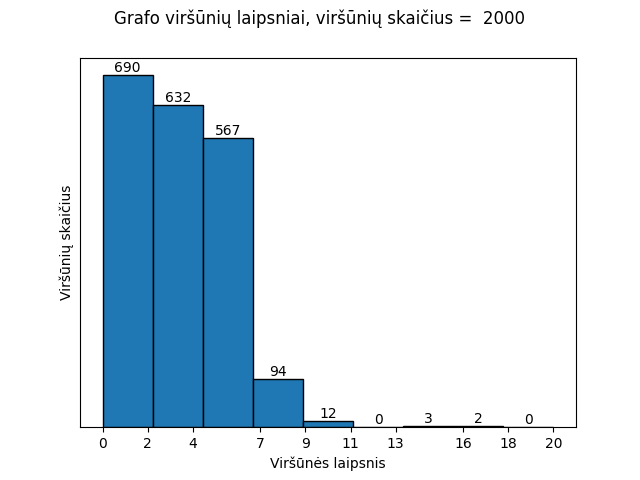 Grafo viršūnių laipsniai, viršūnių skaičius =  2000
690
632
567
94
12
0
3
2
0
Viršūnių skaičius
0 2 4 7 9 11 13 16 18 20
Viršūnės laipsnis